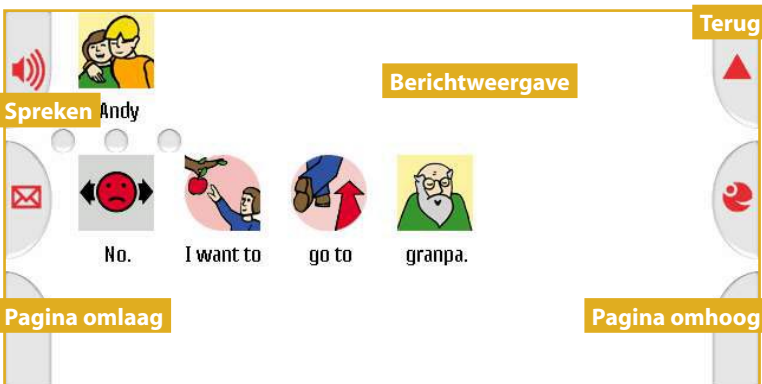 Terug
Berichtweergave
Spreken
Andy
No. I want to go to granpa.
Pagina omlaag
Pagina omhoog